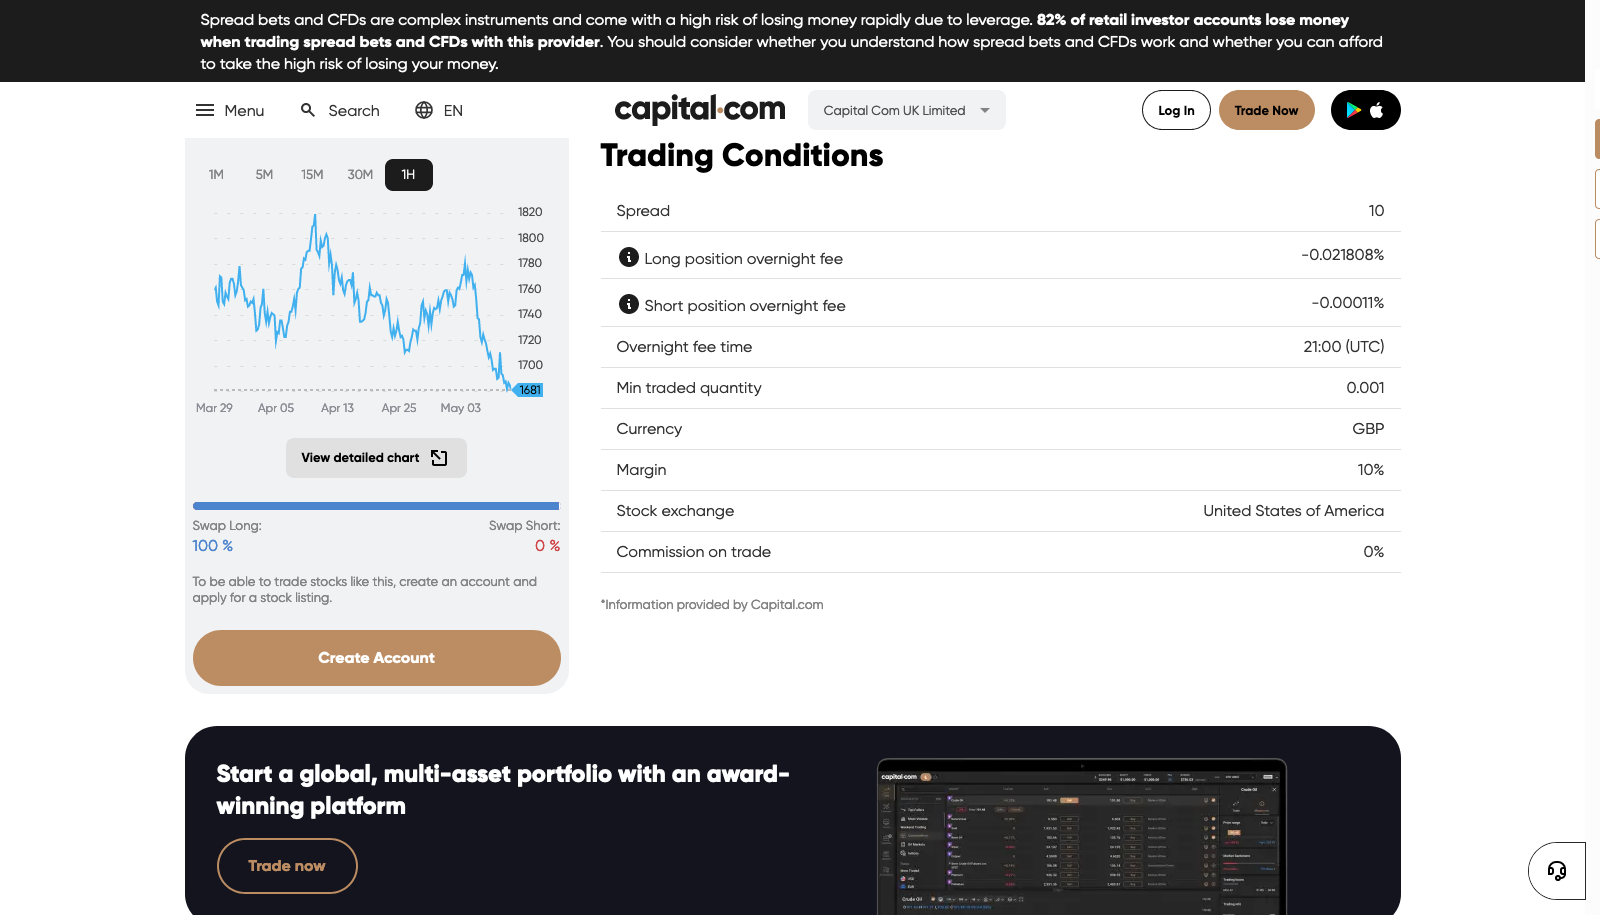 Spread bets and CFDs are complex instruments and come with a high risk of losing money rapidly due to leverage. 82% of retail investor accounts lose money
when trading spread bets and CFDs with this provider. You should consider whether you understand how spread bets and CFDs work and whether you can afford
to take the high risk of losing your money.
Menu
Search
EN
capital.com
Capital Com UK Limited
Log In
Trade Now
1M
5M
15M
30M
1H
1820
1800
1780
1760
1740
1720
1700
1681
Mar 29
Apr 05
Apr 13
Apr 25
May 03
View detailed chart
Swap Long:
Swap Short:
100 %
0 %
To be able to trade stocks like this, create an account and
apply for a stock listing.
Create Account
Trading Conditions
Spread 10
Long position overnight fee -0.021808%
Short position overnight fee -0.00011%
Overnight fee time 21:00 (UTC)
Min traded quantity 0.001
Currency GBP
Margin 10%
Stock exchange United States of America
Commission on trade 0%
*Information provided by Capital.com
Start a global, multi-asset portfolio with an award-
winning platform
Trade now
capital.com
Crude Oil
Crude Oil